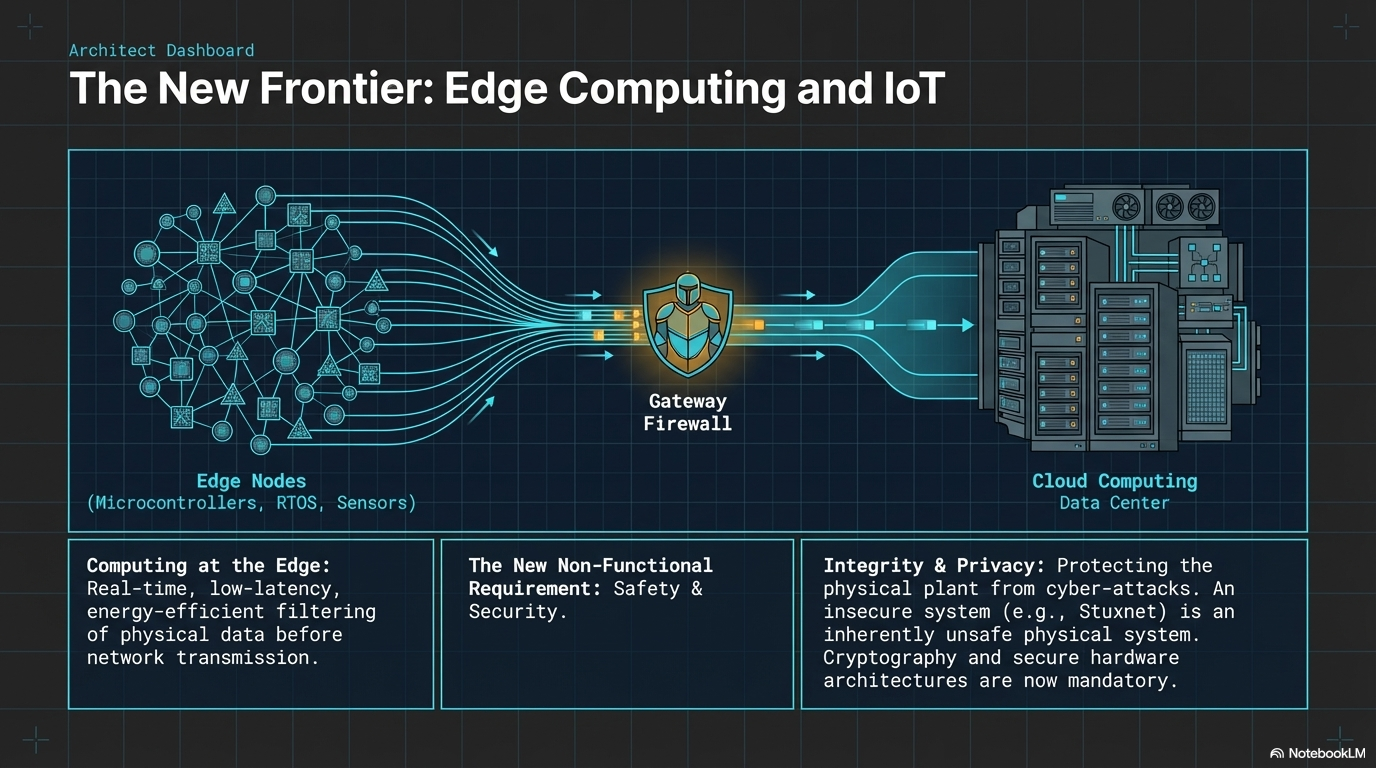 Architect Dashboard
The New Frontier: Edge Computing and IoT
Gateway
Firewall
Edge Nodes
(Microcontrollers, RTOS, Sensors)
Cloud Computing
Data Center
Computing at the Edge:
Real-time, low-latency,
energy-efficient filtering
of physical data before
network transmission.
The New Non-Functional
Requirement: Safety &
Security.
Integrity & Privacy: Protecting the
physical plant from cyber-attacks. An
insecure system (e.g., Stuxnet) is an
inherently unsafe physical system.
Cryptography and secure hardware
architectures are now mandatory.
NotebookLM